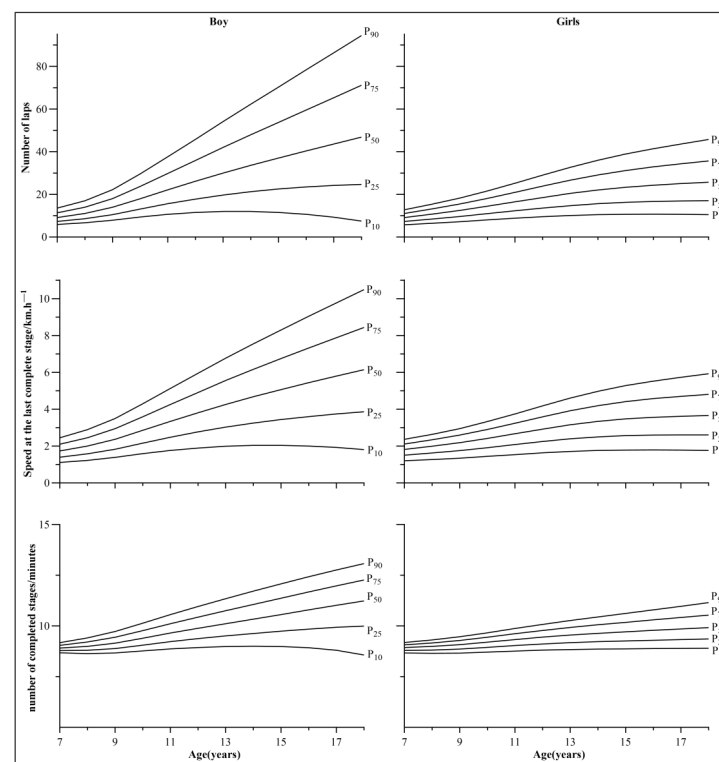 Boy
Girls
Number of laps
80
60
40
20
0
P90
P75
P50
P25
P10
P
P
P
P
P
Speed at the last complete stage/km.h—1
10
8
6
4
2
0
P90
P75
P50
P25
P10
P
P
P
P
P
number of completed stages/minutes
15
10
P90
P75
P50
P25
P10
P
P
P
P
P
7 9 11 13 15 17
Age(years)
7 9 11 13 15 17
Age(years)